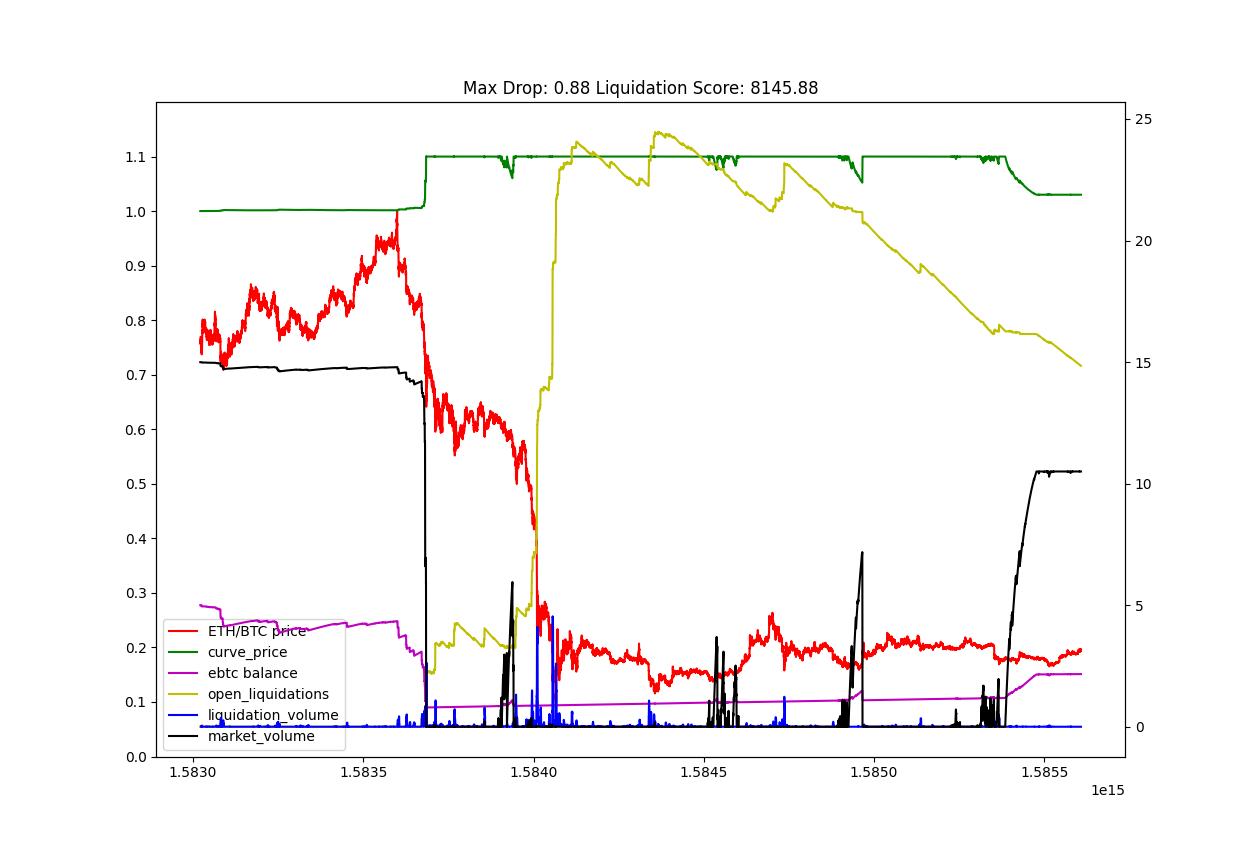 Max Drop: 0.88 Liquidation Score: 8145.88
1.1
1.0
0.9
0.8
0.7
0.6
0.5
0.4
0.3
0.2
0.1
0.0
25
20
15
10
5
0
ETH/BTC price
curve_price
ebtc balance
open_liquidations
liquidation_volume
market_volume
1.5830 1.5835 1.5840 1.5845 1.5850 1.5855
1e15